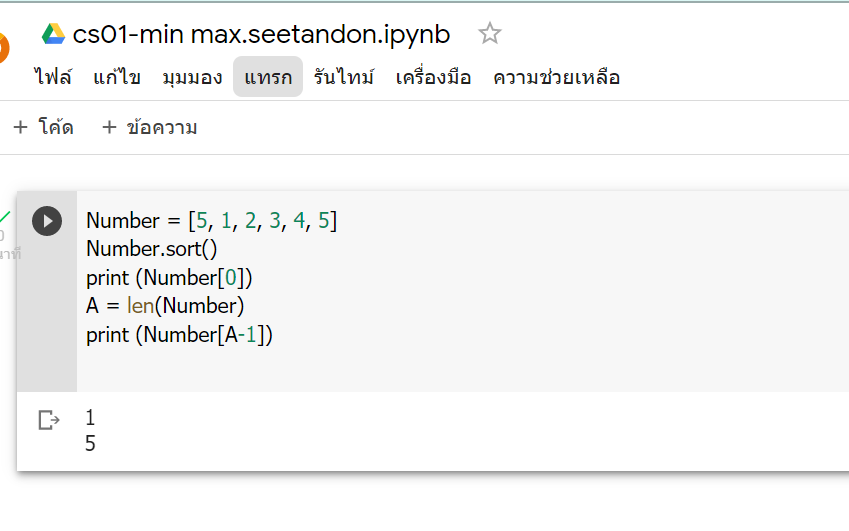 cs01-min max.seetandon.ipynb
ไฟล์ แก้ไข มุมมอง แทรก รันไทม์ เครื่องมือ ความช่วยเหลือ
+ โค้ด + ข้อความ
Number = [5, 1, 2, 3, 4, 5]
Number.sort()
print (Number[0])
A = len(Number)
print (Number[A-1])
1
5